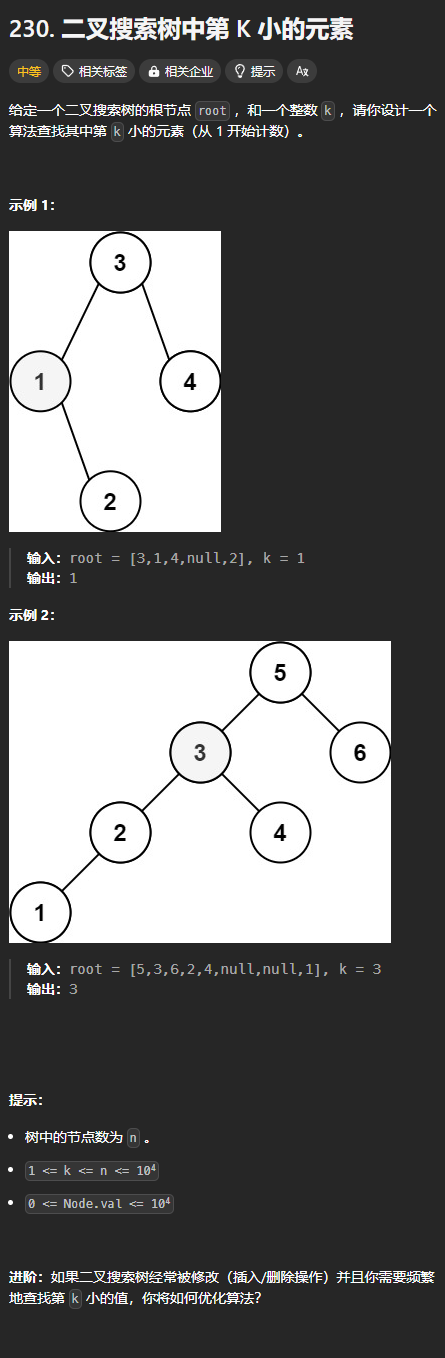 230. 二叉搜索树中第 K 小的元素
中等 相关标签 相关企业 提示 A文
给定一个二叉搜索树的根节点 root ，和一个整数 k ，请你设计一个
算法查找其中第 k 小的元素（从 1 开始计数）。
示例 1：
3
1
4
2
输入：root = [3,1,4,null,2], k = 1
输出：1
示例 2：
5
3
6
2
4
1
输入：root = [5,3,6,2,4,null,null,1], k = 3
输出：3
提示：
树中的节点数为 n 。
1 <= k <= n <= 10⁴
0 <= Node.val <= 10⁴
进阶：如果二叉搜索树经常被修改（插入/删除操作）并且你需要频繁
地查找第 k 小的值，你将如何优化算法？